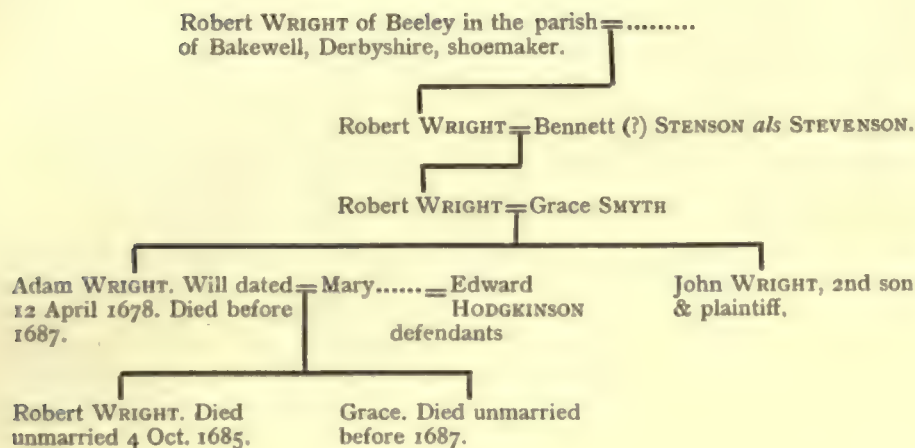 Robert WRIGHT of Beeley in the parish = .........
of Bakewell, Derbyshire, shoemaker.
Robert WRIGHT = Bennett (?) STENSON als STEVENSON.
Robert WRIGHT = Grace SMYTH
Adam WRIGHT. Will dated = Mary...... = Edward
12 April 1678. Died before HODGKINSON
1687. defendants
John WRIGHT, 2nd son
& plaintiff.
Robert WRIGHT. Died
unmarried 4 Oct. 1685.
Grace. Died unmarried
before 1687.